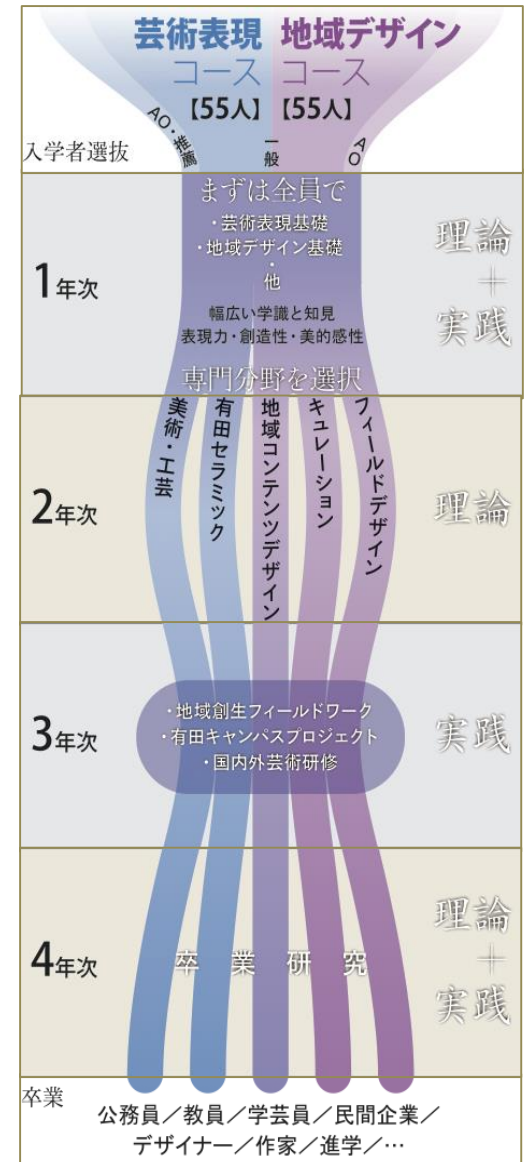 芸術表現 地域デザイン
コース コース
【55人】【55人】
AO・推薦
一般
AO
入学者選抜
まずは全員で
・芸術表現基礎
・地域デザイン基礎
・
他
1年次
幅広い学識と知見
表現力・創造性・美的感性
理論
+
実践
専門分野を選択
美術・工芸
有田セラミック
地域コンテンツデザイン
キュレーション
フィールドデザイン
2年次
理論
3年次
・地域創生フィールドワーク
・有田キャンパスプロジェクト
・国内外芸術研修
実践
4年次
卒業研究
理論
+
実践
卒業
公務員/教員/学芸員/民間企業/
デザイナー/作家/進学/…